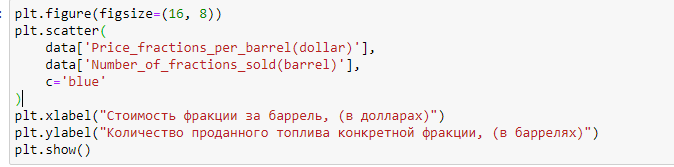 plt.figure(figsize=(16, 8))
plt.scatter(
    data['Price_fractions_per_barrel(dollar)'],
    data['Number_of_fractions_sold(barrel)'],
    c='blue'
)
plt.xlabel("Стоимость фракции за баррель, (в долларах)")
plt.ylabel("Количество проданного топлива конкретной фракции, (в баррелях)")
plt.show()